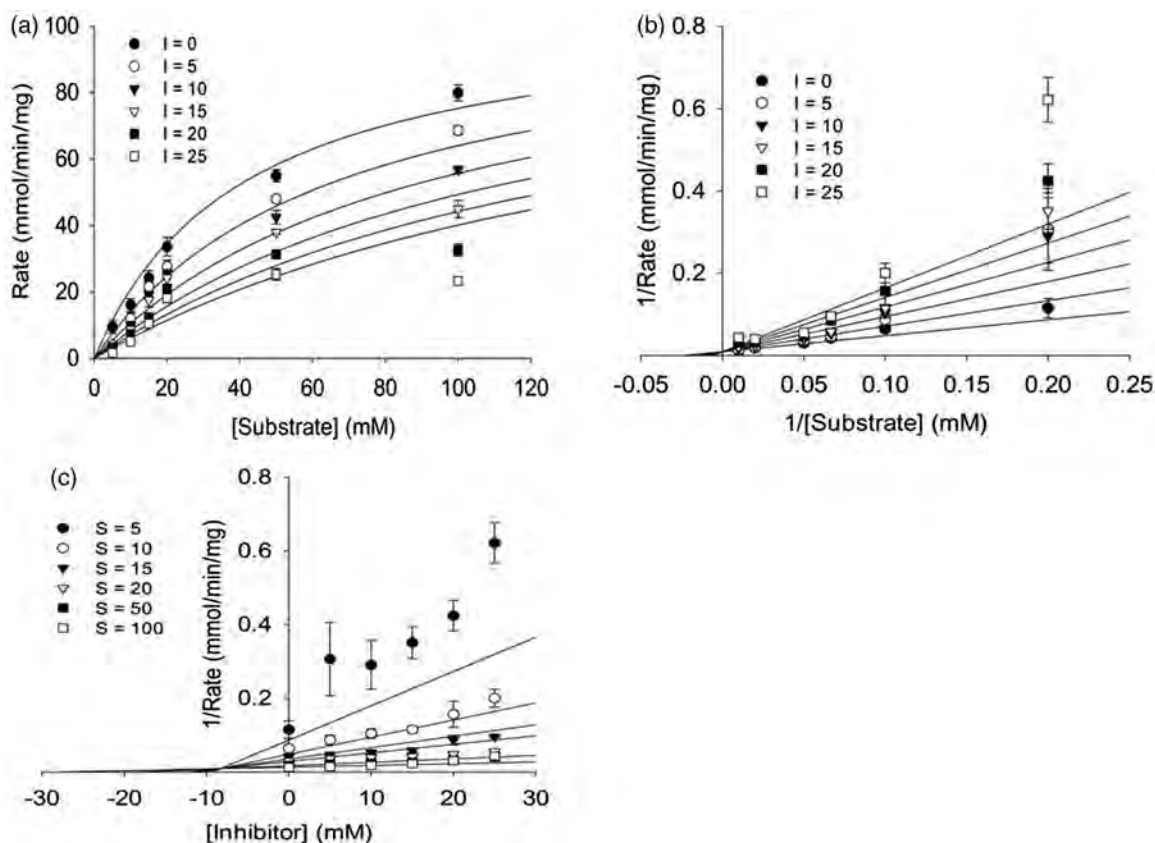 (a)
100
80
60
40
20
0
Rate (mmol/min/mg)
I = 0
I = 5
I = 10
I = 15
I = 20
I = 25
0 20 40 60 80 100 120
[Substrate] (mM)
(b)
0.8
0.6
0.4
0.2
1/Rate (mmol/min/mg)
I = 0
I = 5
I = 10
I = 15
I = 20
I = 25
-0.05 0.00 0.05 0.10 0.15 0.20 0.25
1/[Substrate] (mM)
(c)
S = 5
S = 10
S = 15
S = 20
S = 50
S = 100
0.8
0.6
0.4
0.2
1/Rate (mmol/min/mg)
-30 -20 -10 0 10 20 30
[Inhibitor] (mM)